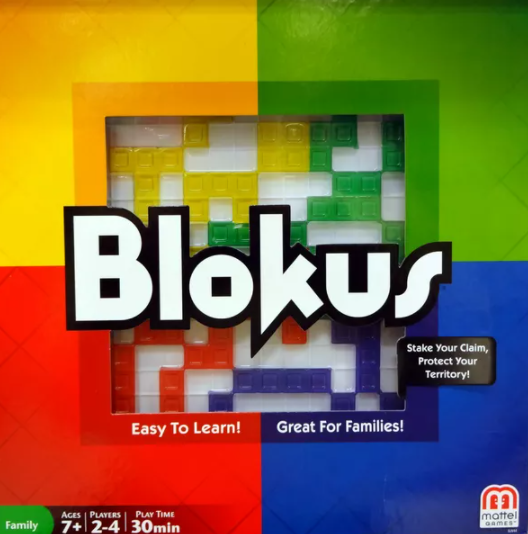 Blokus
Stake Your Claim,
Protect Your
Territory!
Easy To Learn!
Great For Families!
Family
AGES
7+
PLAYERS
2-4
PLAY TIME
30min
mattel
GAMES™